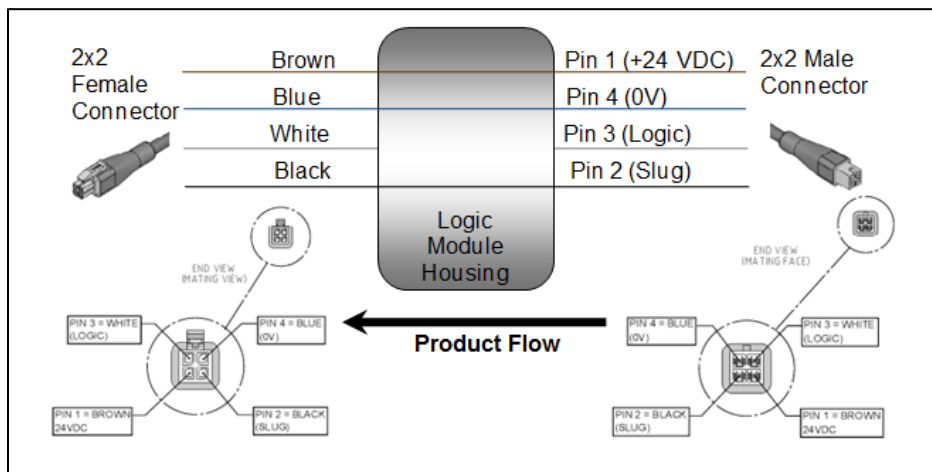 2x2
Female
Connector
Brown
Blue
White
Black
Pin 1 (+24 VDC)
Pin 4 (0V)
Pin 3 (Logic)
Pin 2 (Slug)
2x2 Male
Connector
Logic
Module
Housing
END VIEW
(MATING VIEW)
END VIEW
(MATING FACE)
Product Flow
PIN 3 = WHITE
(LOGIC)
PIN 4 = BLUE
(0V)
PIN 1 = BROWN
24VDC
PIN 2 = BLACK
(SLUG)
PIN 4 = BLUE
(0V)
PIN 3 = WHITE
(LOGIC)
PIN 2 = BLACK
(SLUG)
PIN 1 = BROWN
24VDC